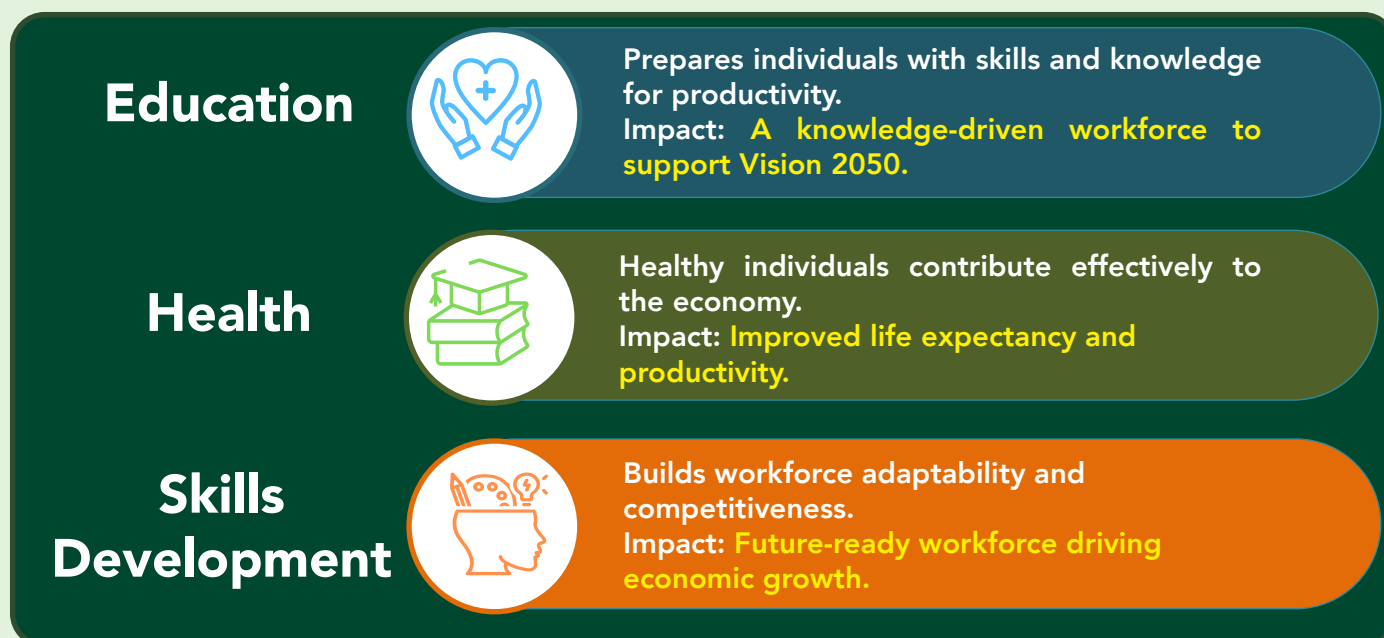 Education
Prepares individuals with skills and knowledge
for productivity.
Impact: A knowledge-driven workforce to
support Vision 2050.
Health
Healthy individuals contribute effectively to
the economy.
Impact: Improved life expectancy and
productivity.
Skills
Development
Builds workforce adaptability and
competitiveness.
Impact: Future-ready workforce driving
economic growth.